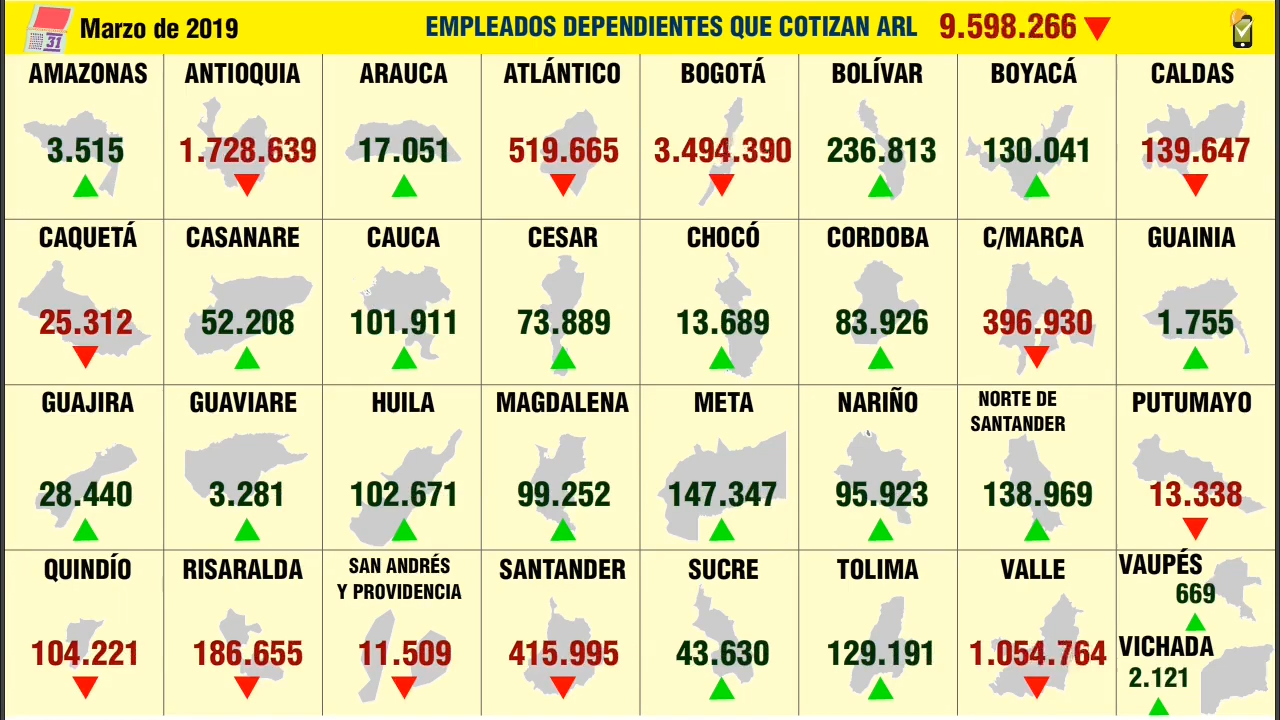 31
Marzo de 2019
EMPLEADOS DEPENDIENTES QUE COTIZAN ARL 9.598.266
AMAZONAS
3.515
ANTIOQUIA
1.728.639
ARAUCA
17.051
ATLÁNTICO
519.665
BOGOTÁ
3.494.390
BOLÍVAR
236.813
BOYACÁ
130.041
CALDAS
139.647
CAQUETÁ
25.312
CASANARE
52.208
CAUCA
101.911
CESAR
73.889
CHOCÓ
13.689
CORDOBA
83.926
C/MARCA
396.930
GUAINIA
1.755
GUAJIRA
28.440
GUAVIARE
3.281
HUILA
102.671
MAGDALENA
99.252
META
147.347
NARIÑO
95.923
NORTE DE
SANTANDER
138.969
PUTUMAYO
13.338
QUINDÍO
104.221
RISARALDA
186.655
SAN ANDRÉS
Y PROVIDENCIA
11.509
SANTANDER
415.995
SUCRE
43.630
TOLIMA
129.191
VALLE
1.054.764
VAUPÉS
669
VICHADA
2.121